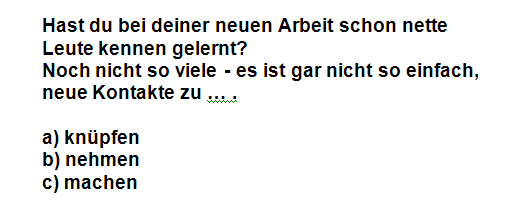 Hast du bei deiner neuen Arbeit schon nette
Leute kennen gelernt?
Noch nicht so viele - es ist gar nicht so einfach,
neue Kontakte zu ... .
a) knüpfen
b) nehmen
c) machen